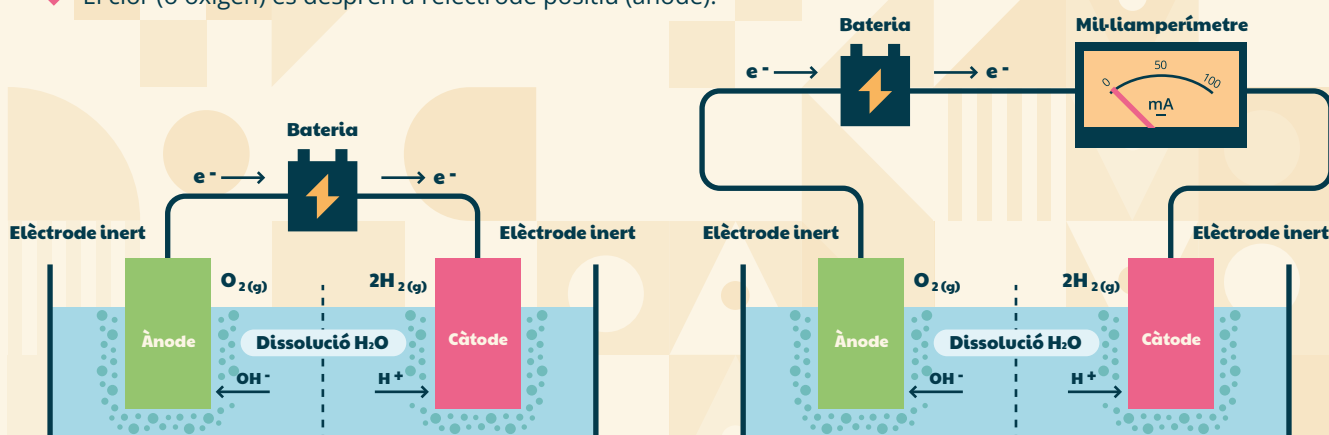 El clor (o oxigen) es desprèn a l'elèctrode positiu (ànode).
Bateria
e -
e -
Elèctrode inert
Elèctrode inert
O2(g)
2H2(g)
Ànode
Dissolució H2O
Càtode
OH -
H +
Bateria
Mil·liamperímetre
e -
e -
0
50
100
mA
Elèctrode inert
Elèctrode inert
O2(g)
2H2(g)
Ànode
Dissolució H2O
Càtode
OH -
H +